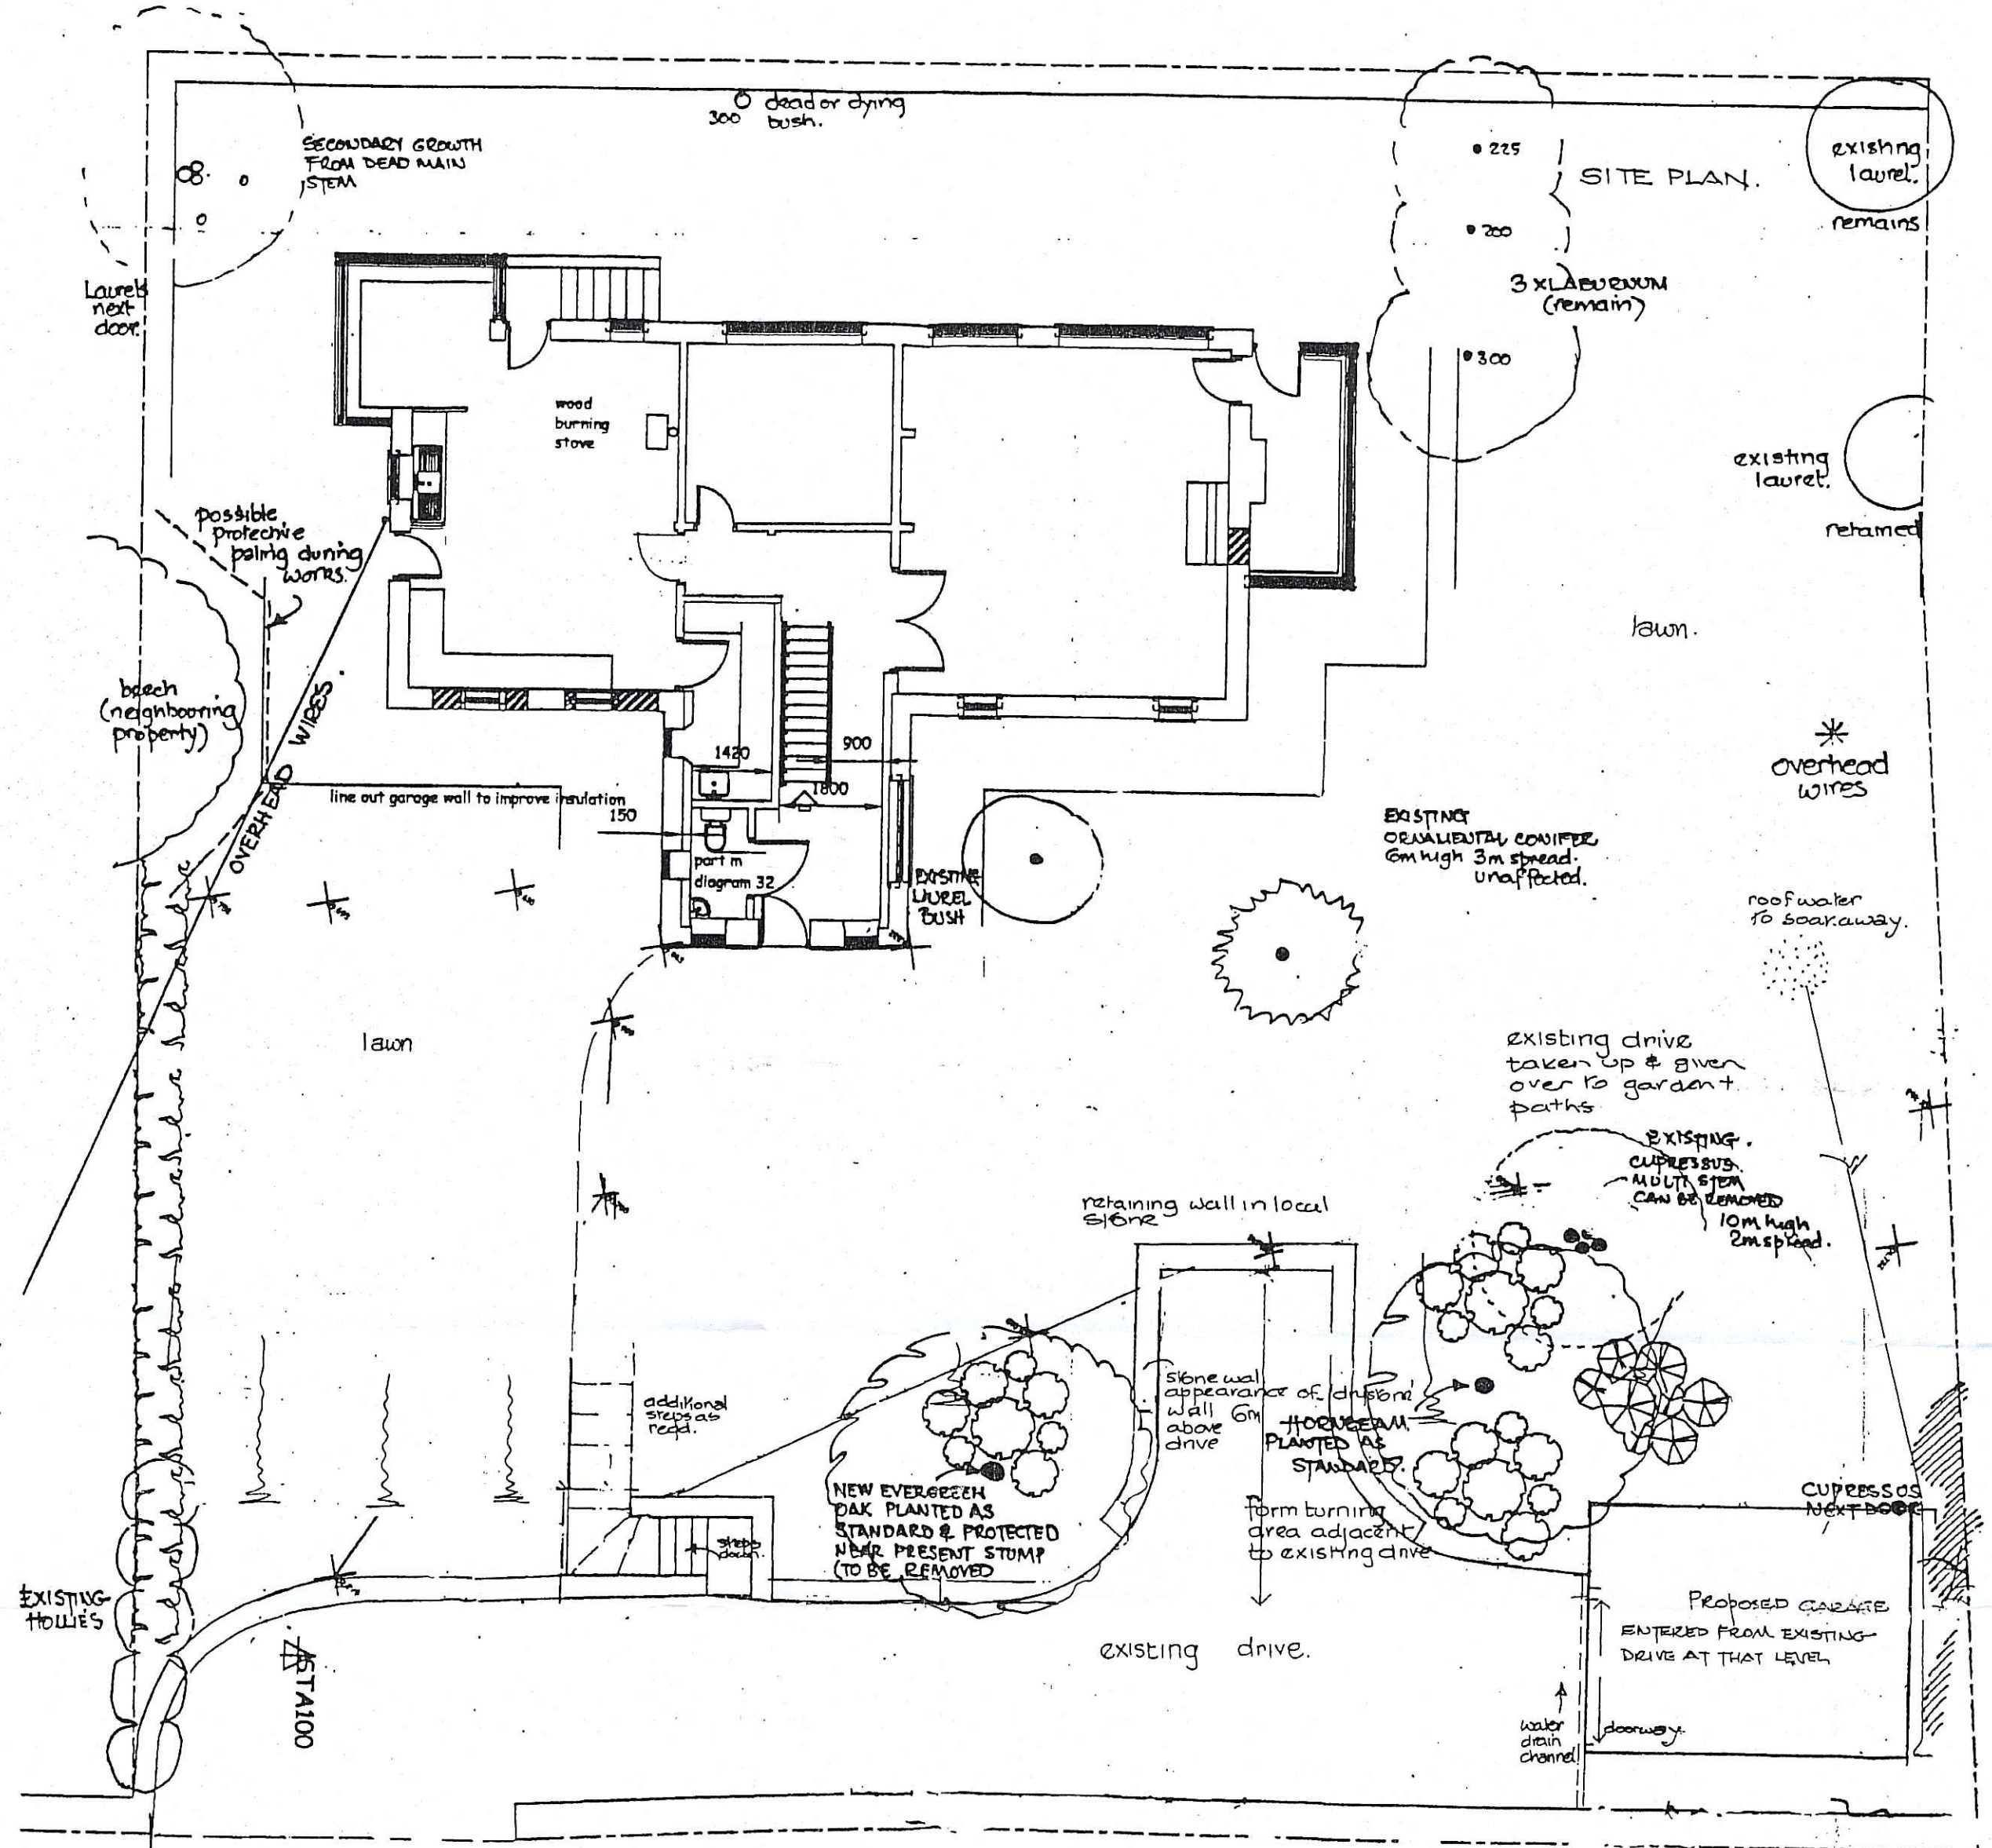 O dead or dying
300 bush.
SECONDARY GROWTH
FROM DEAD MAIN
STEM
225
SITE PLAN.
existing
laurel.
remains
200
3 x LABURNUM
(remain)
300
Laurels
next
door.
wood
burning
stove
existing
laurel.
retained
possible
protective
paling during
works.
lawn.
beech
(neighbouring
property)
OVERHEAD WIRES.
overhead
wires
1420
900
1800
line out garage wall to improve insulation
150
part m
diagram 32
EXISTING
LAUREL
BUSH
EXISTING
ORNAMENTAL CONIFER
6m high 3m spread.
unaffected.
roof water
to soakaway.
lawn
existing drive
taken up & given
over to garden +
paths
EXISTING.
CUPRESSUS
MULTI STEM
CAN BE REMOVED
10m high
2m spread.
retaining wall in local
stone
additional
steps as
reqd.
stone wall
appearance of 'drystone'
wall 6m
above
drive
HORNBEAM
PLANTED AS
STANDARD.
NEW EVERGREEN
OAK PLANTED AS
STANDARD & PROTECTED
NEAR PRESENT STUMP
(TO BE REMOVED
steps
down.
form turning
area adjacent
to existing drive
CUPRESSUS
NEXT DOOR
EXISTING
HOLLIES
STA100
existing drive.
PROPOSED GARAGE
ENTERED FROM EXISTING
DRIVE AT THAT LEVEL
water
drain
channel
doorway.